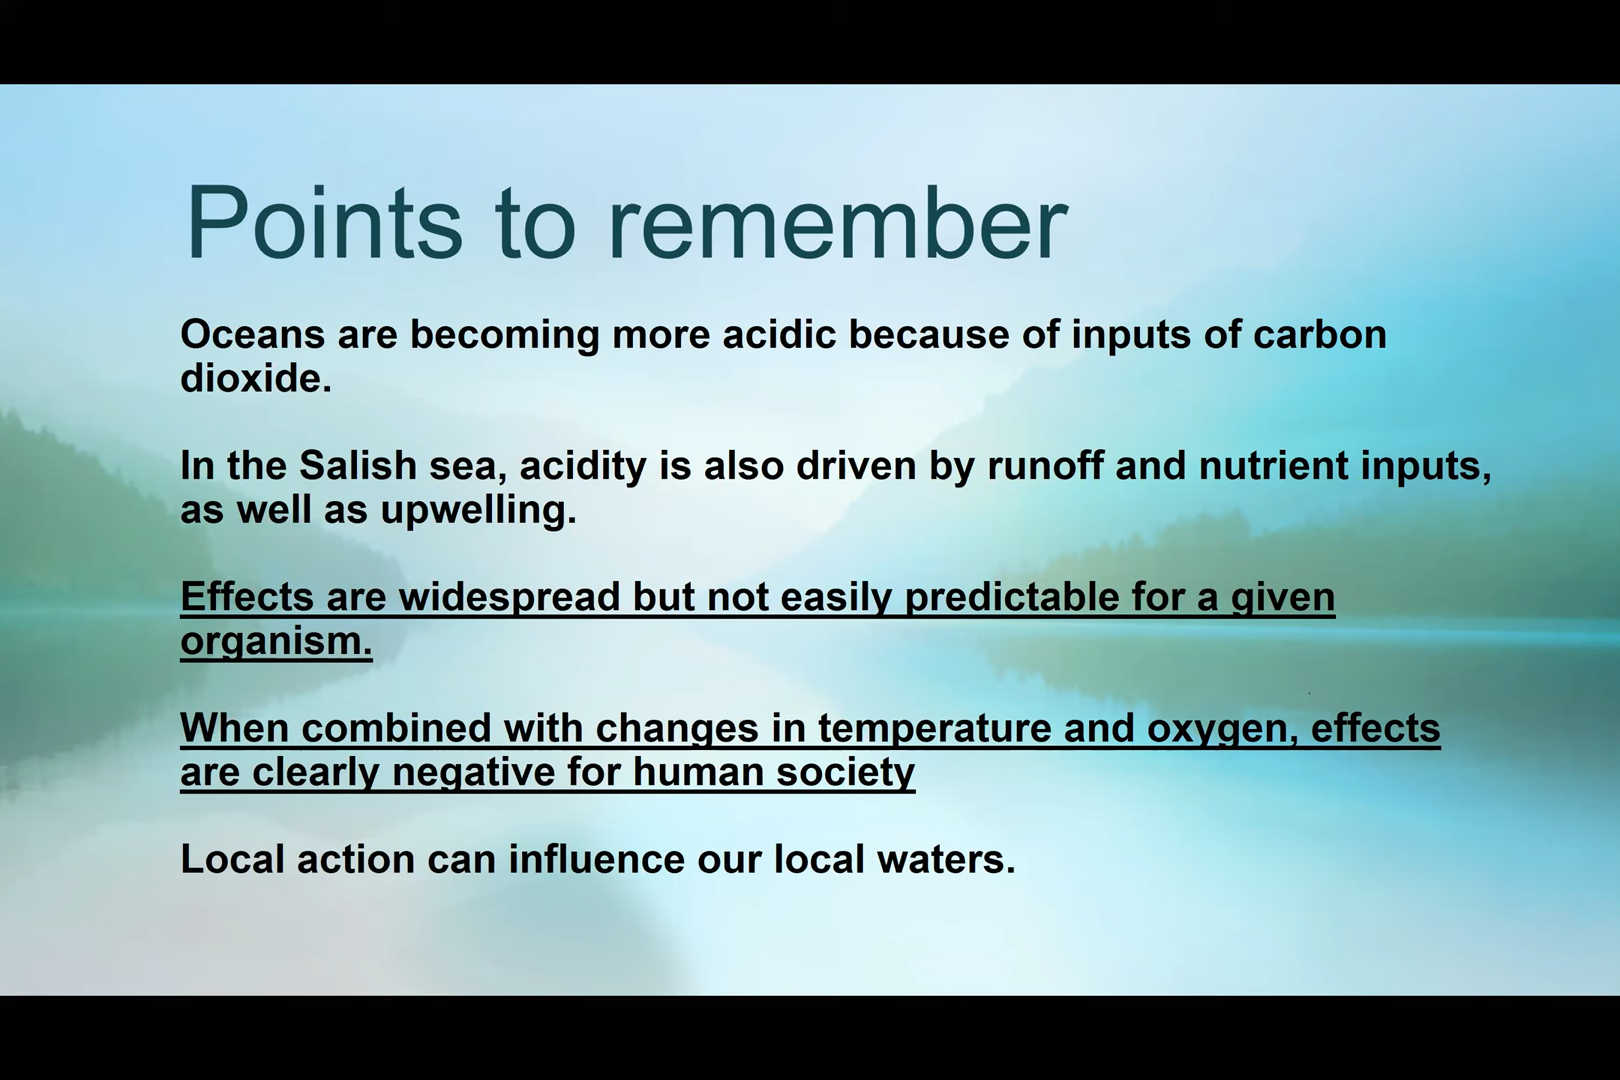 Points to remember
Oceans are becoming more acidic because of inputs of carbon
dioxide.
In the Salish sea, acidity is also driven by runoff and nutrient inputs,
as well as upwelling.
Effects are widespread but not easily predictable for a given
organism.
When combined with changes in temperature and oxygen, effects
are clearly negative for human society
Local action can influence our local waters.